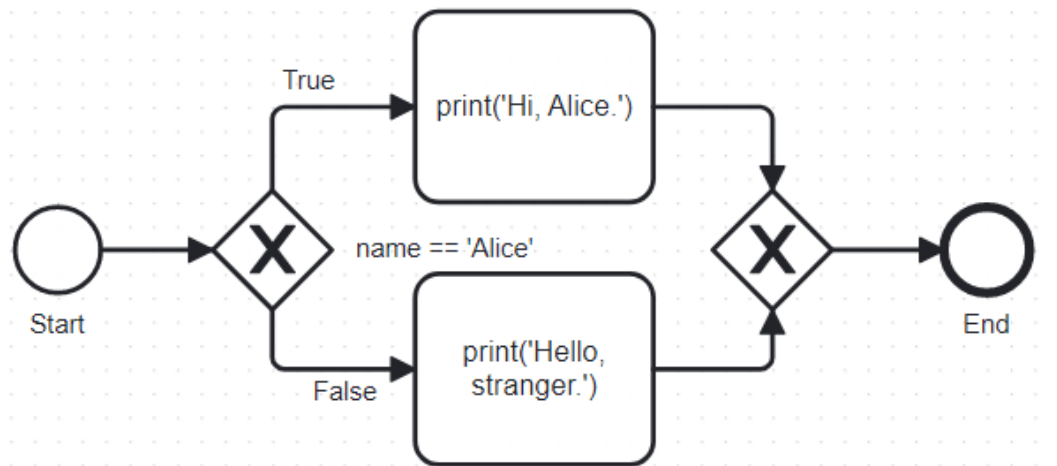 True
print('Hi, Alice.')
name == 'Alice'
Start
End
print('Hello,
stranger.')
False